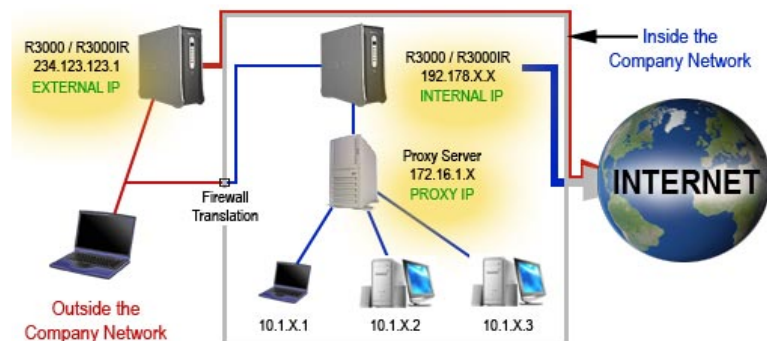 R3000 / R3000IR
234.123.123.1
EXTERNAL IP
R3000 / R3000IR
192.178.X.X
INTERNAL IP
Inside the
Company Network
Proxy Server
172.16.1.X
PROXY IP
INTERNET
Firewall
Translation
Outside the
Company Network
10.1.X.1
10.1.X.2
10.1.X.3